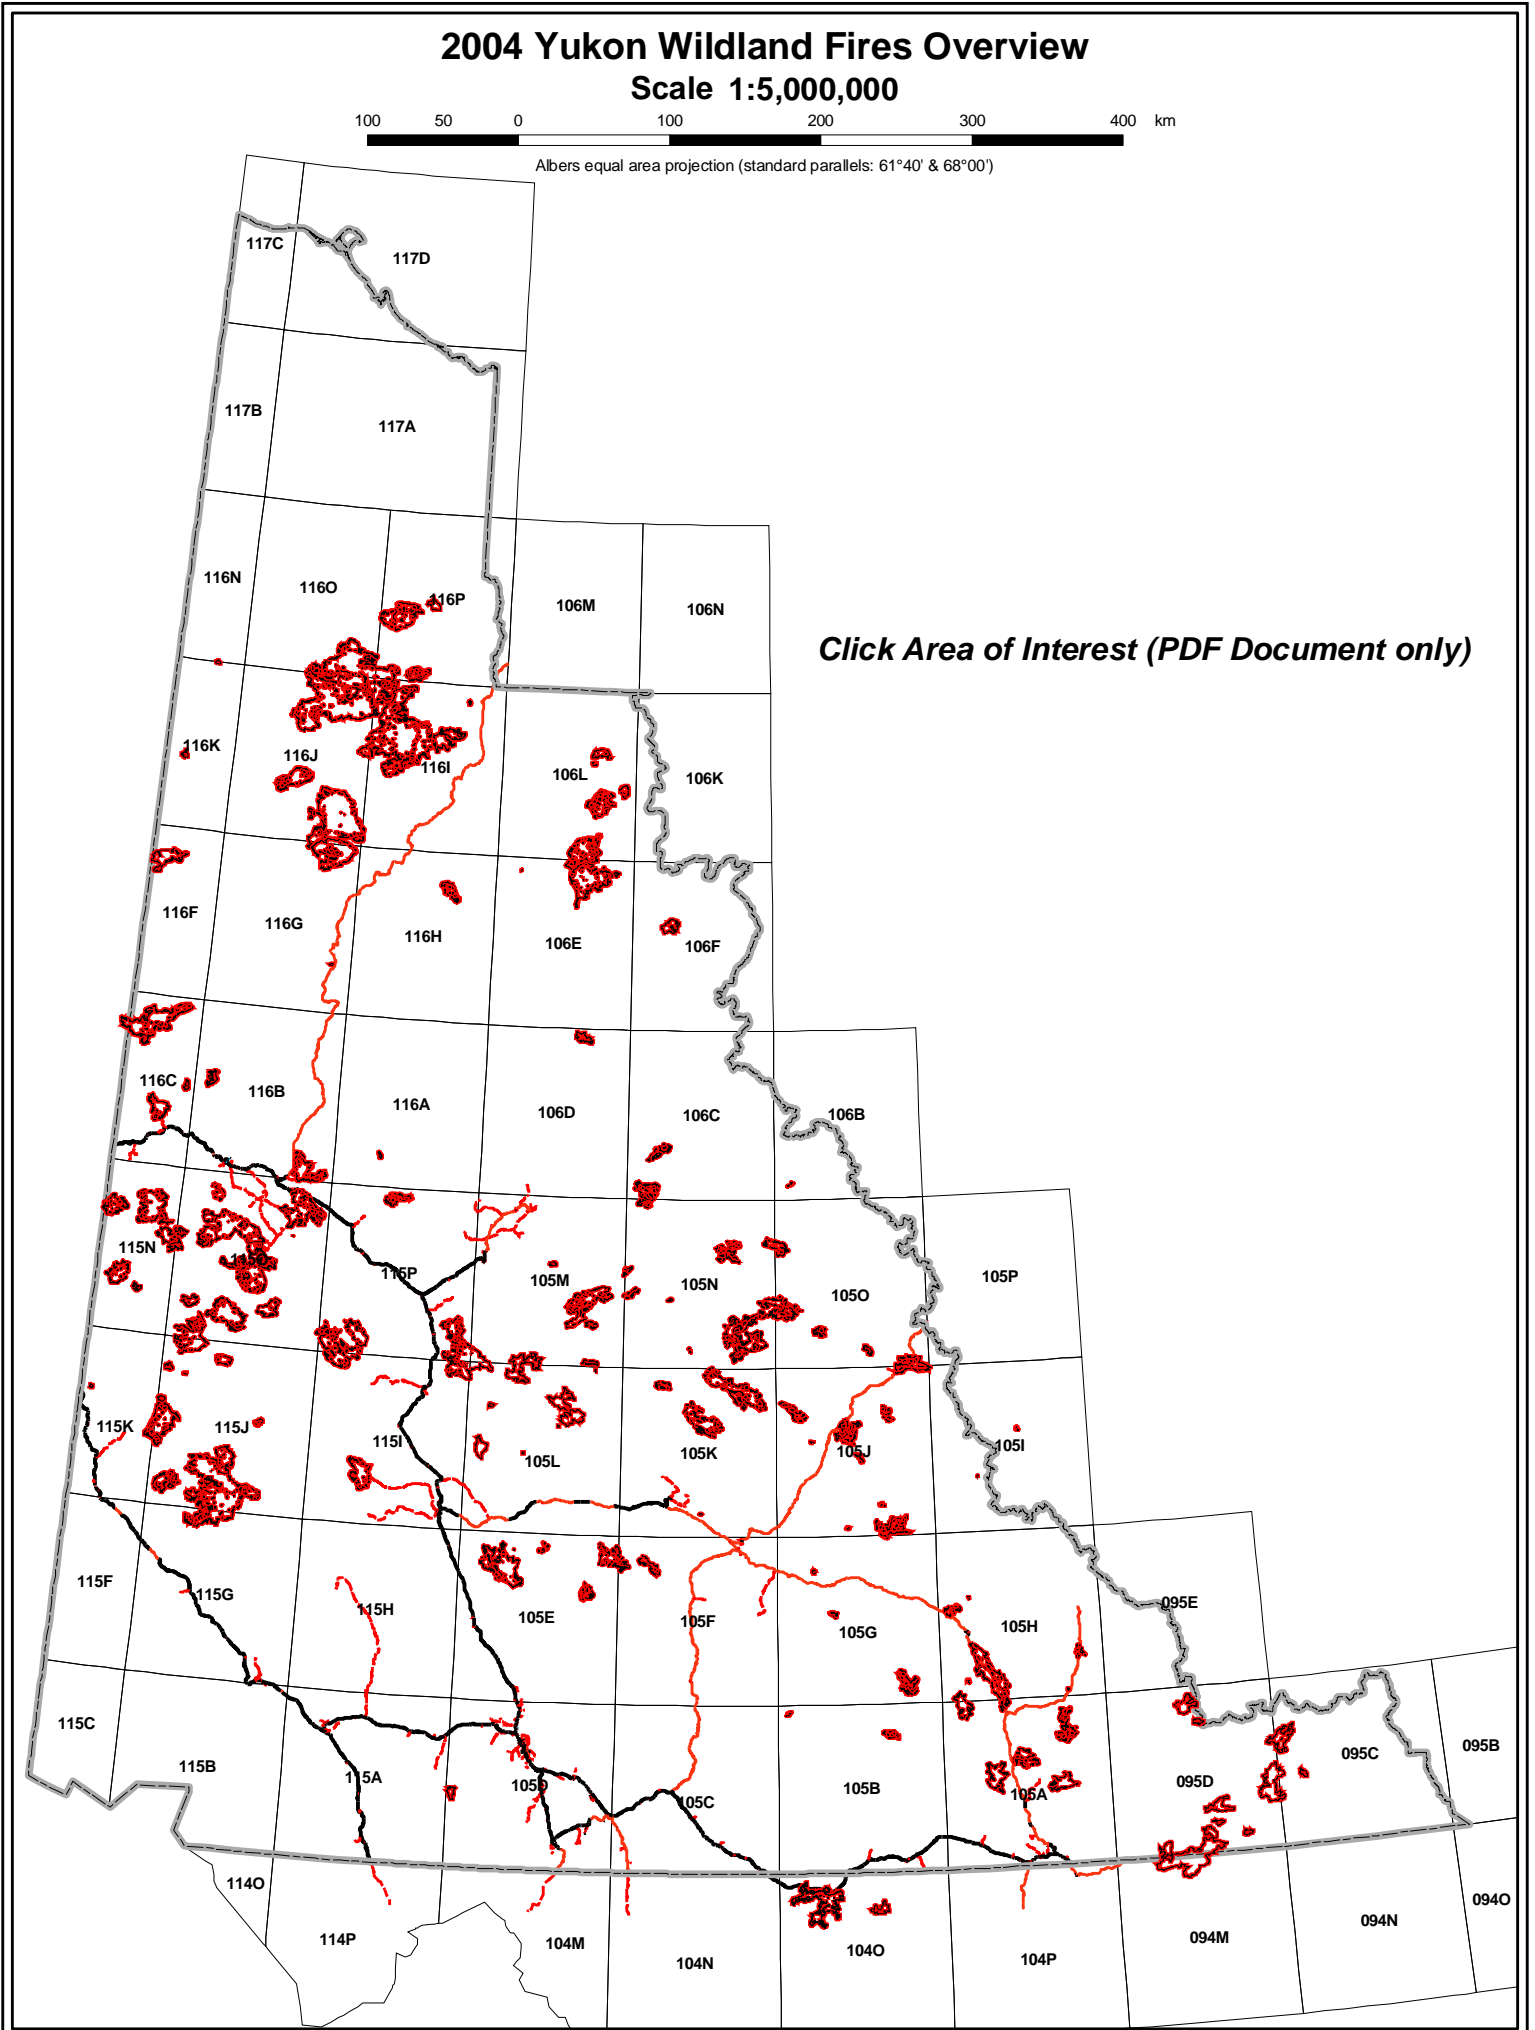 2004 Yukon Wildland Fires Overview
Scale 1:5,000,000
100 50 0 100 200 300 400 km
Albers equal area projection (standard parallels: 61°40' & 68°00')
117C
117D
117B
117A
116N
116O
116P
106M
106N
Click Area of Interest (PDF Document only)
116K
116J
116I
106L
106K
116F
116G
116H
106E
106F
116C
116B
116A
106D
106C
106B
115N
115O
115P
105M
105N
105O
105P
115K
115J
115I
105L
105K
105J
105I
115F
115G
115H
105E
105F
105G
105H
095E
115C
115B
115A
105D
105C
105B
105A
095D
095C
095B
114O
114P
104M
104N
104O
104P
094M
094N
094O